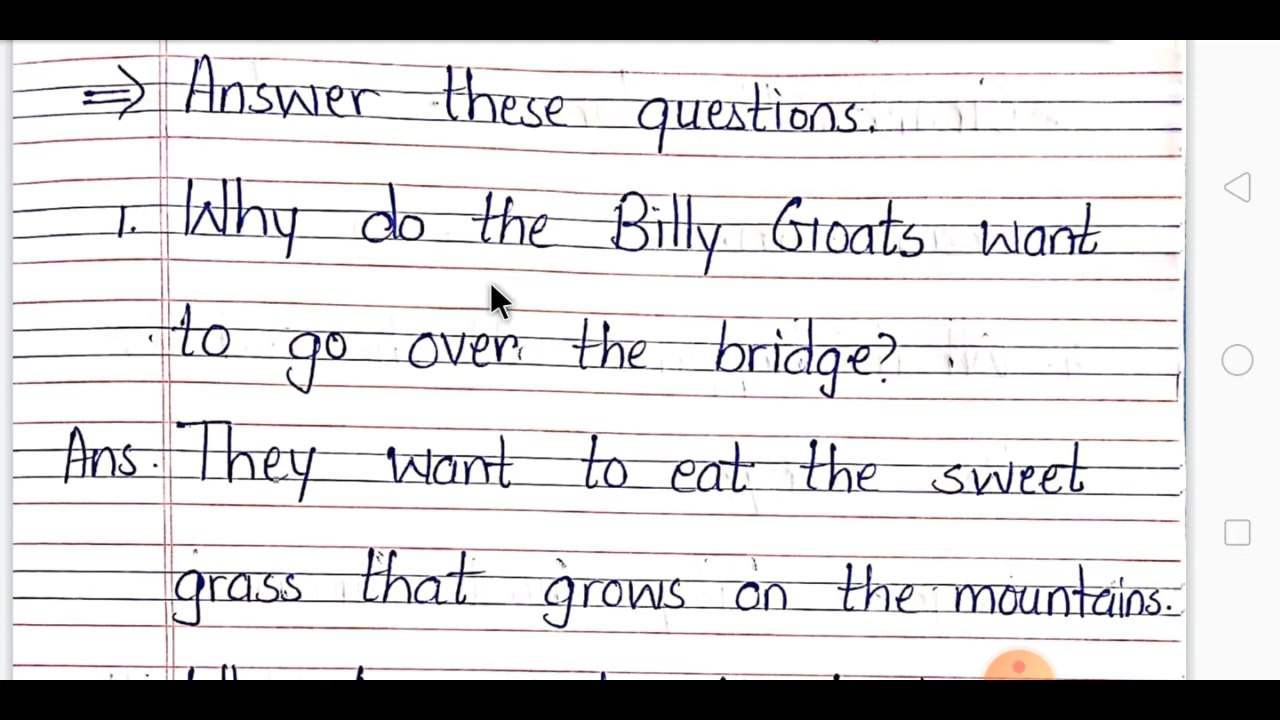 ⇒ Answer these questions.
1. Why do the Billy Goats want
to go over the bridge?
Ans. They want to eat the sweet
grass that grows on the mountains.